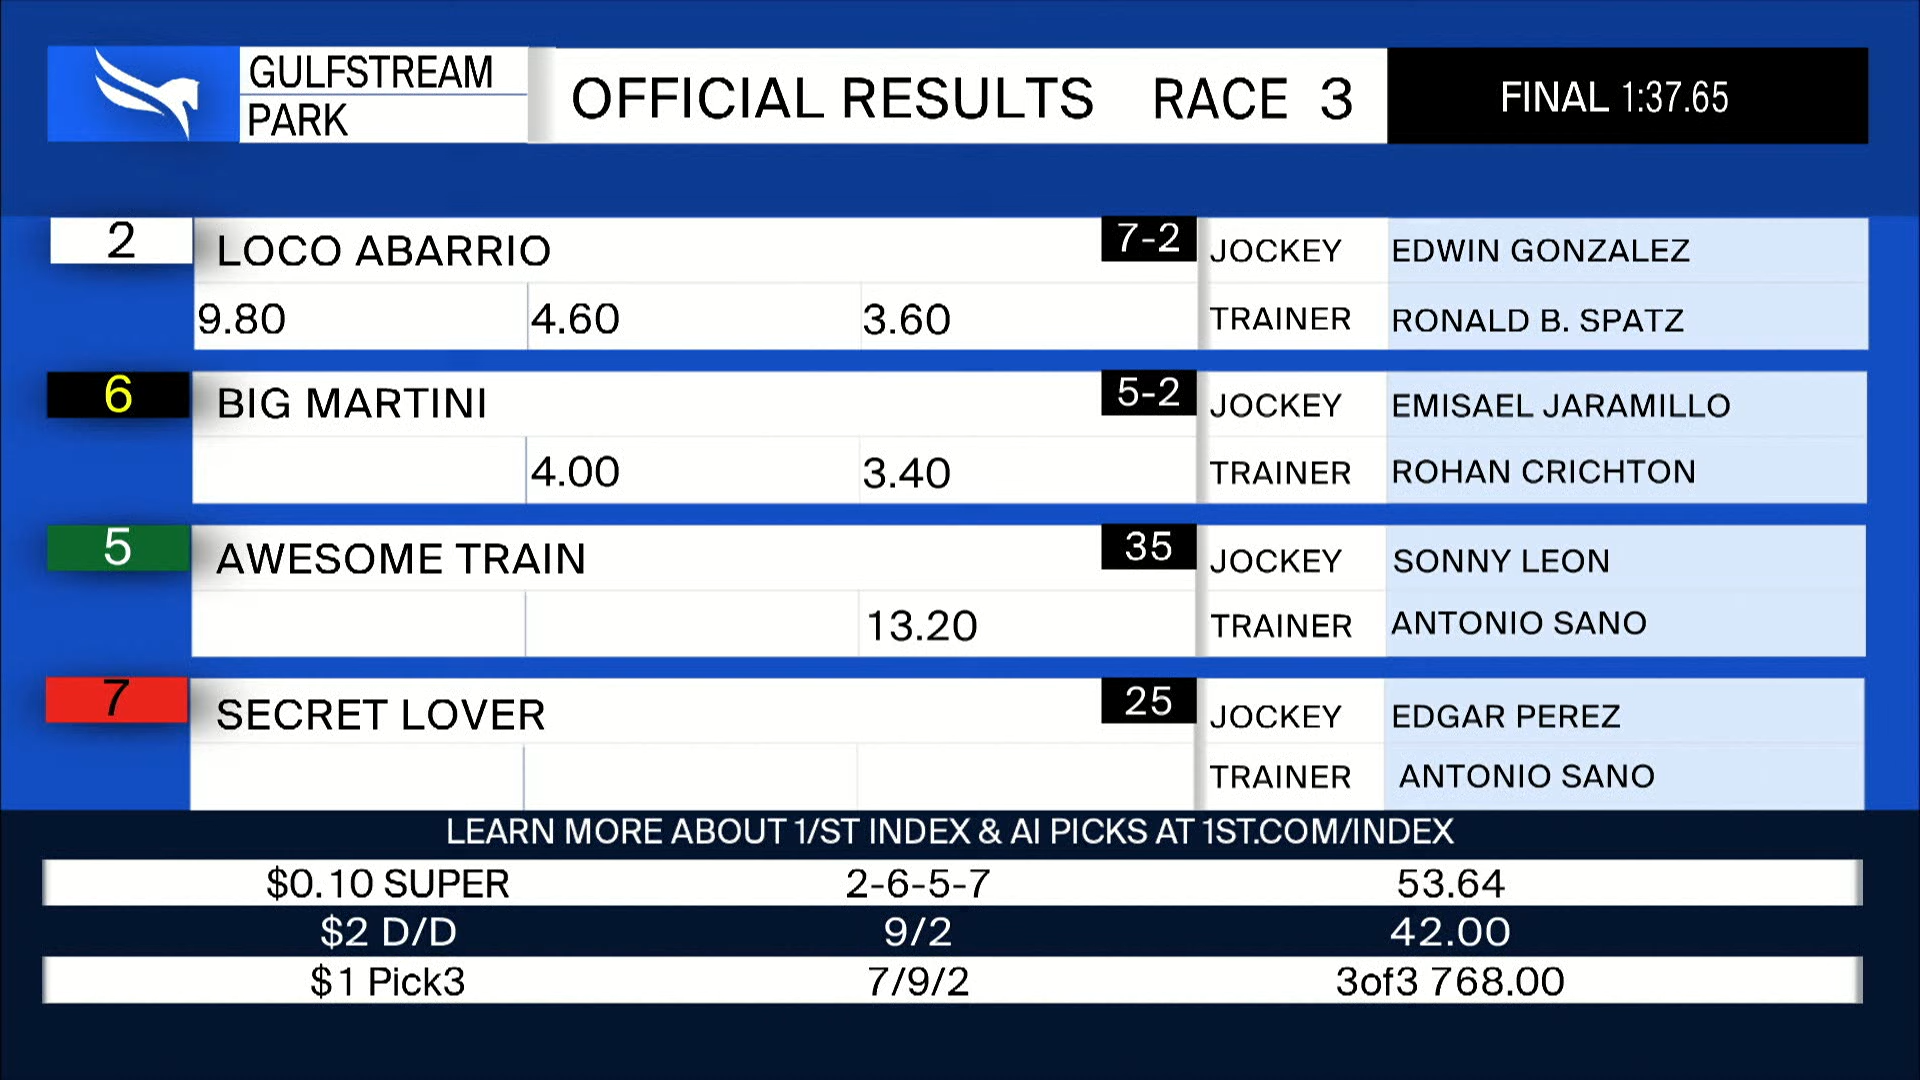 GULFSTREAM
PARK
OFFICIAL RESULTS RACE 3
FINAL 1:37.65
2 LOCO ABARRIO 7-2 JOCKEY EDWIN GONZALEZ
9.80 4.60 3.60 TRAINER RONALD B. SPATZ
6 BIG MARTINI 5-2 JOCKEY EMISAEL JARAMILLO
4.00 3.40 TRAINER ROHAN CRICHTON
5 AWESOME TRAIN 35 JOCKEY SONNY LEON
13.20 TRAINER ANTONIO SANO
7 SECRET LOVER 25 JOCKEY EDGAR PEREZ
TRAINER ANTONIO SANO
LEARN MORE ABOUT 1/ST INDEX & AI PICKS AT 1ST.COM/INDEX
$0.10 SUPER 2-6-5-7 53.64
$2 D/D 9/2 42.00
$1 Pick3 7/9/2 3of3 768.00